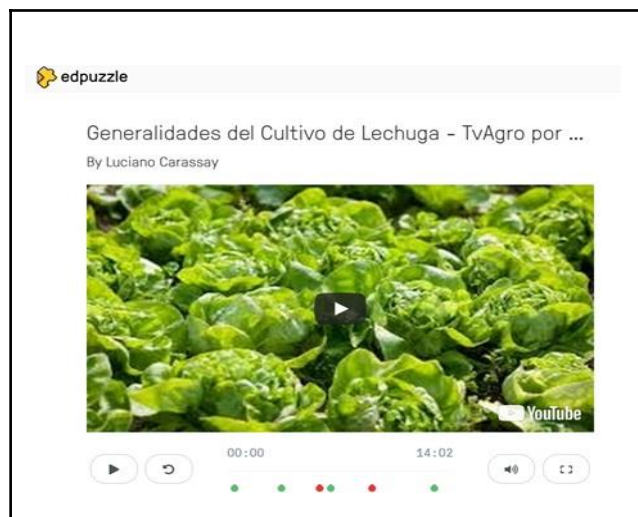 edpuzzle
Generalidades del Cultivo de Lechuga - TvAgro por ...
By Luciano Carassay
YouTube
00:00 14:02